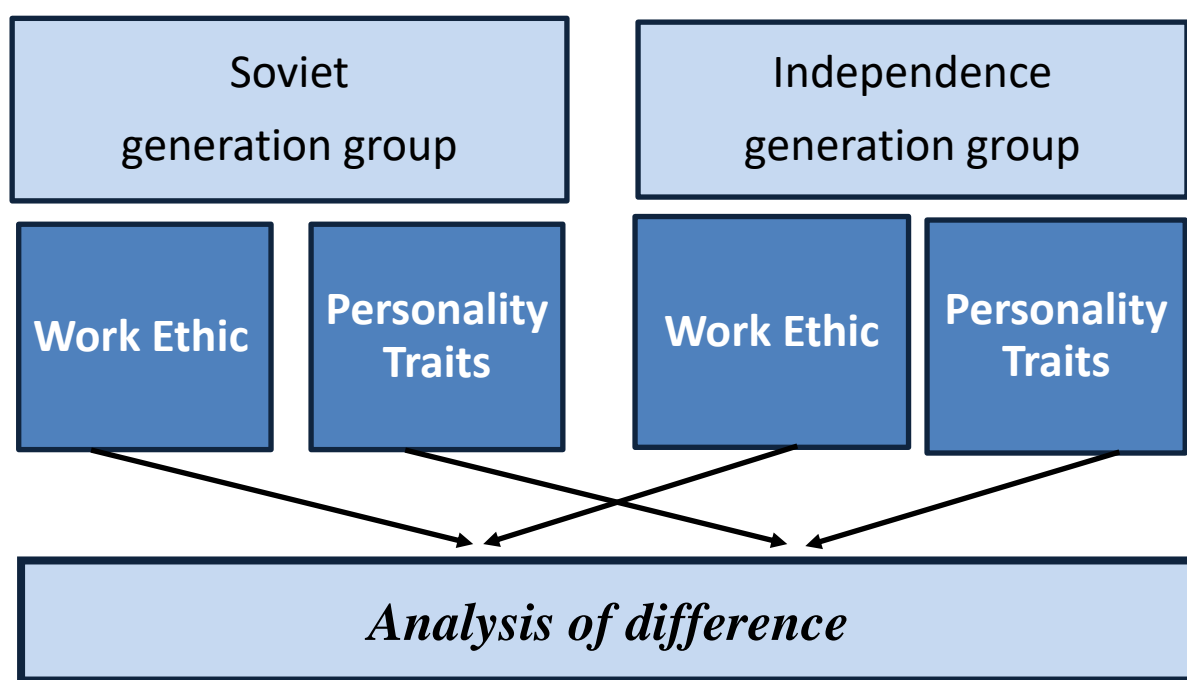 Soviet
generation group
Independence
generation group
Work Ethic
Personality
Traits
Work Ethic
Personality
Traits
Analysis of difference